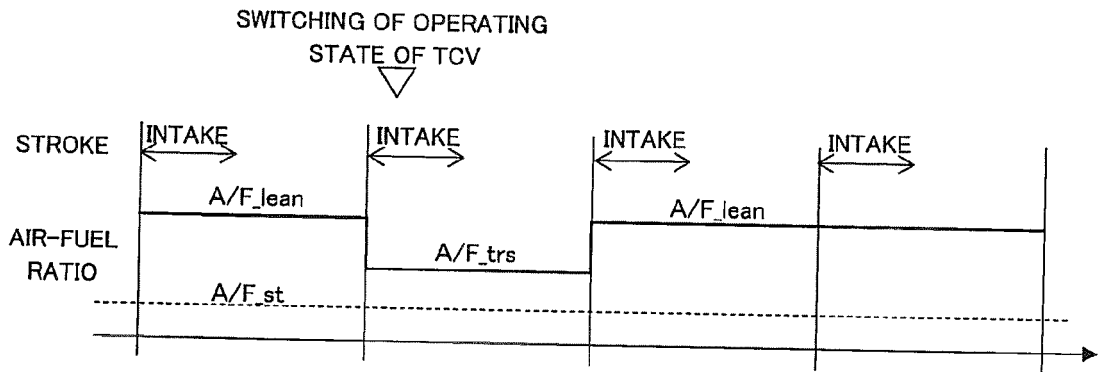 SWITCHING OF OPERATING
STATE OF TCV
STROKE
INTAKE
INTAKE
INTAKE
INTAKE
A/F_lean
A/F_lean
AIR-FUEL
RATIO
A/F_trs
A/F_st